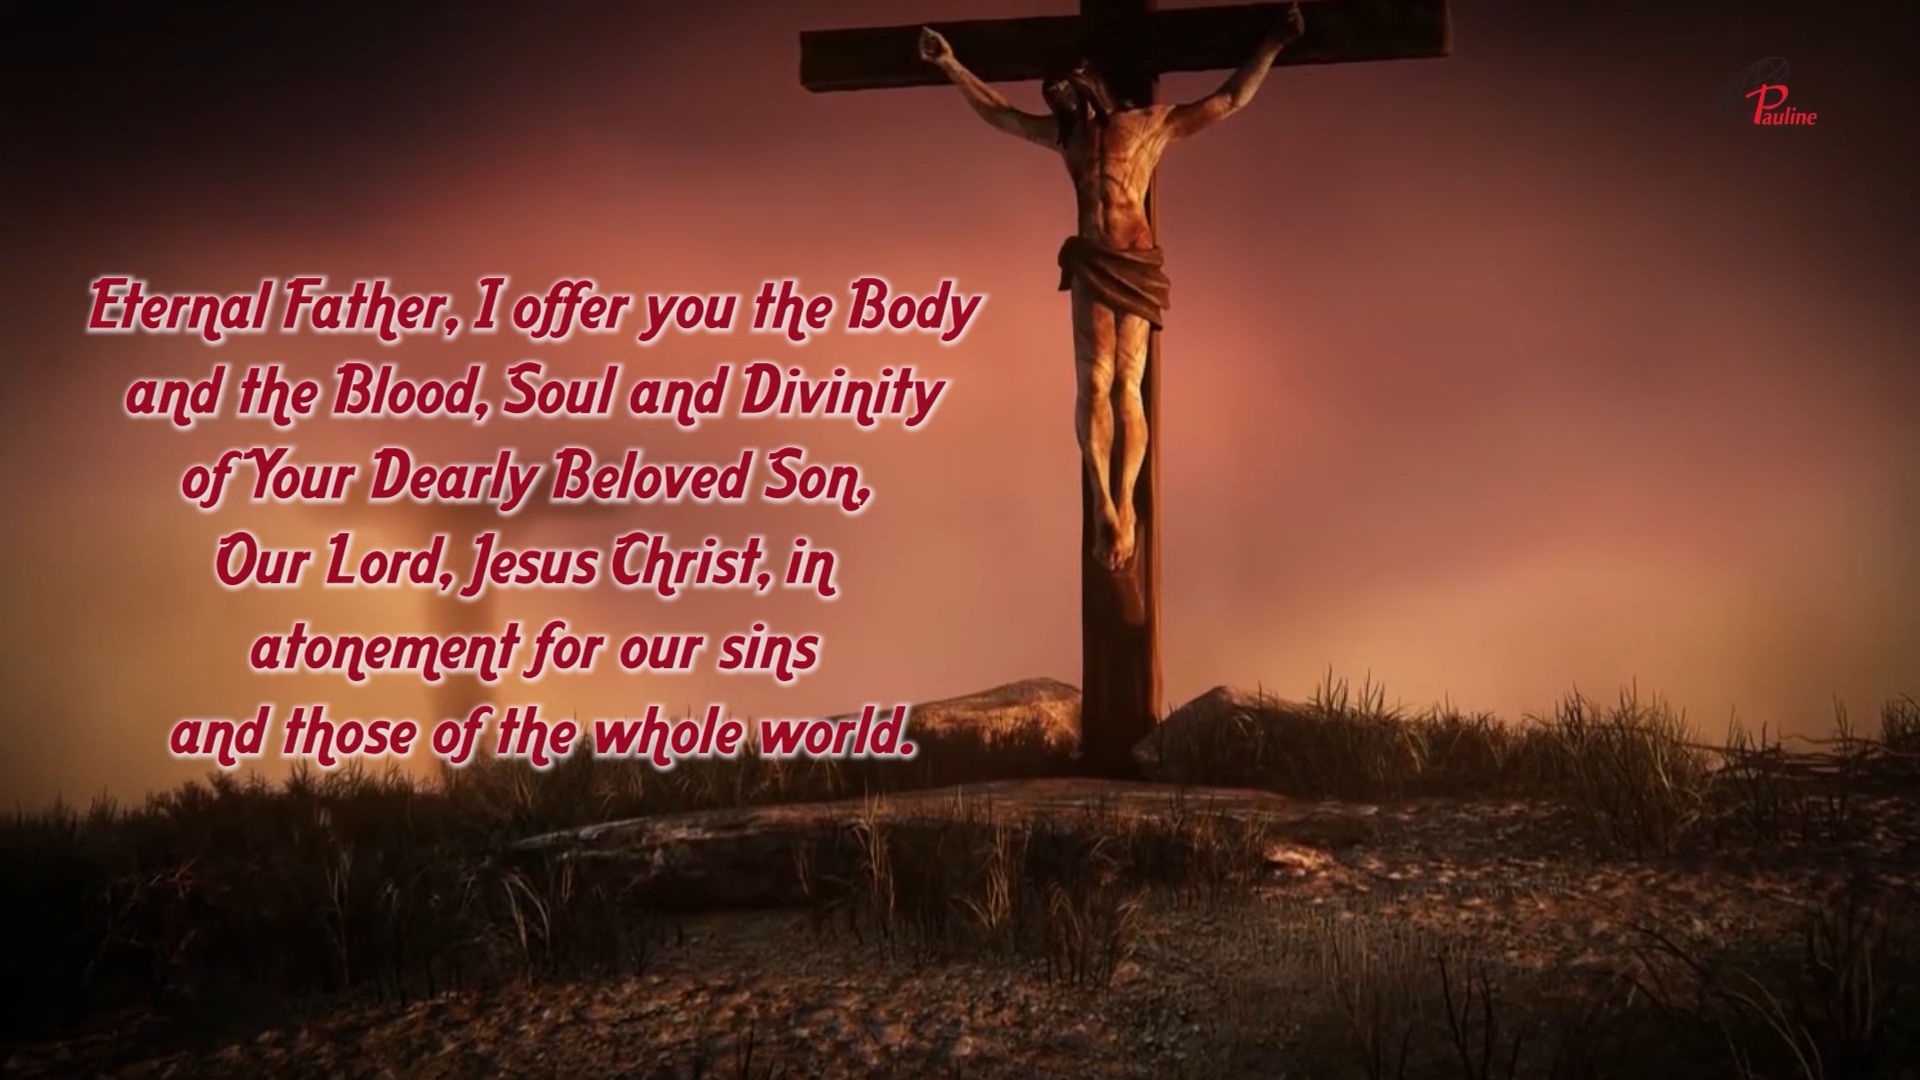 Eternal Father, I offer you the Body
and the Blood, Soul and Divinity
of Your Dearly Beloved Son,
Our Lord, Jesus Christ, in
atonement for our sins
and those of the whole world.
Pauline